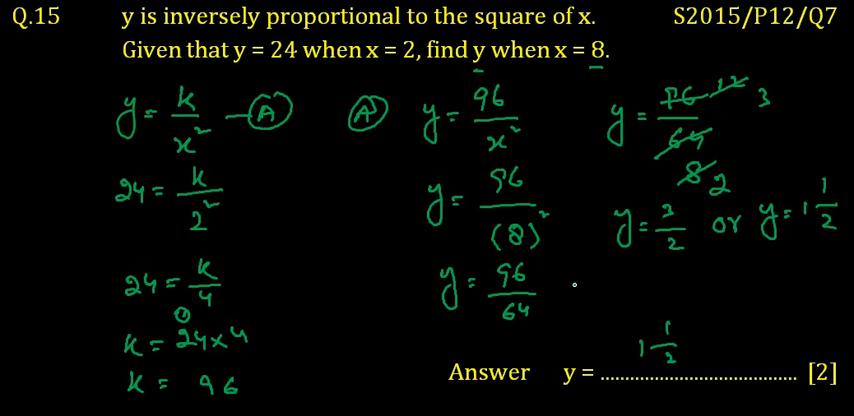 Q.15 y is inversely proportional to the square of x. S2015/P12/Q7
Given that y = 24 when x = 2, find y when x = 8.
y = k/x² — Ⓐ
24 = k/2²
24 = k/4
k = 24 × 4
k = 96
Ⓐ y = 96/x²
y = 96/(8)²
y = 96/64
y = 96/64 12 3 8 2
y = 3/2 or y = 1 1/2
1 1/2
Answer y = ........................................ [2]